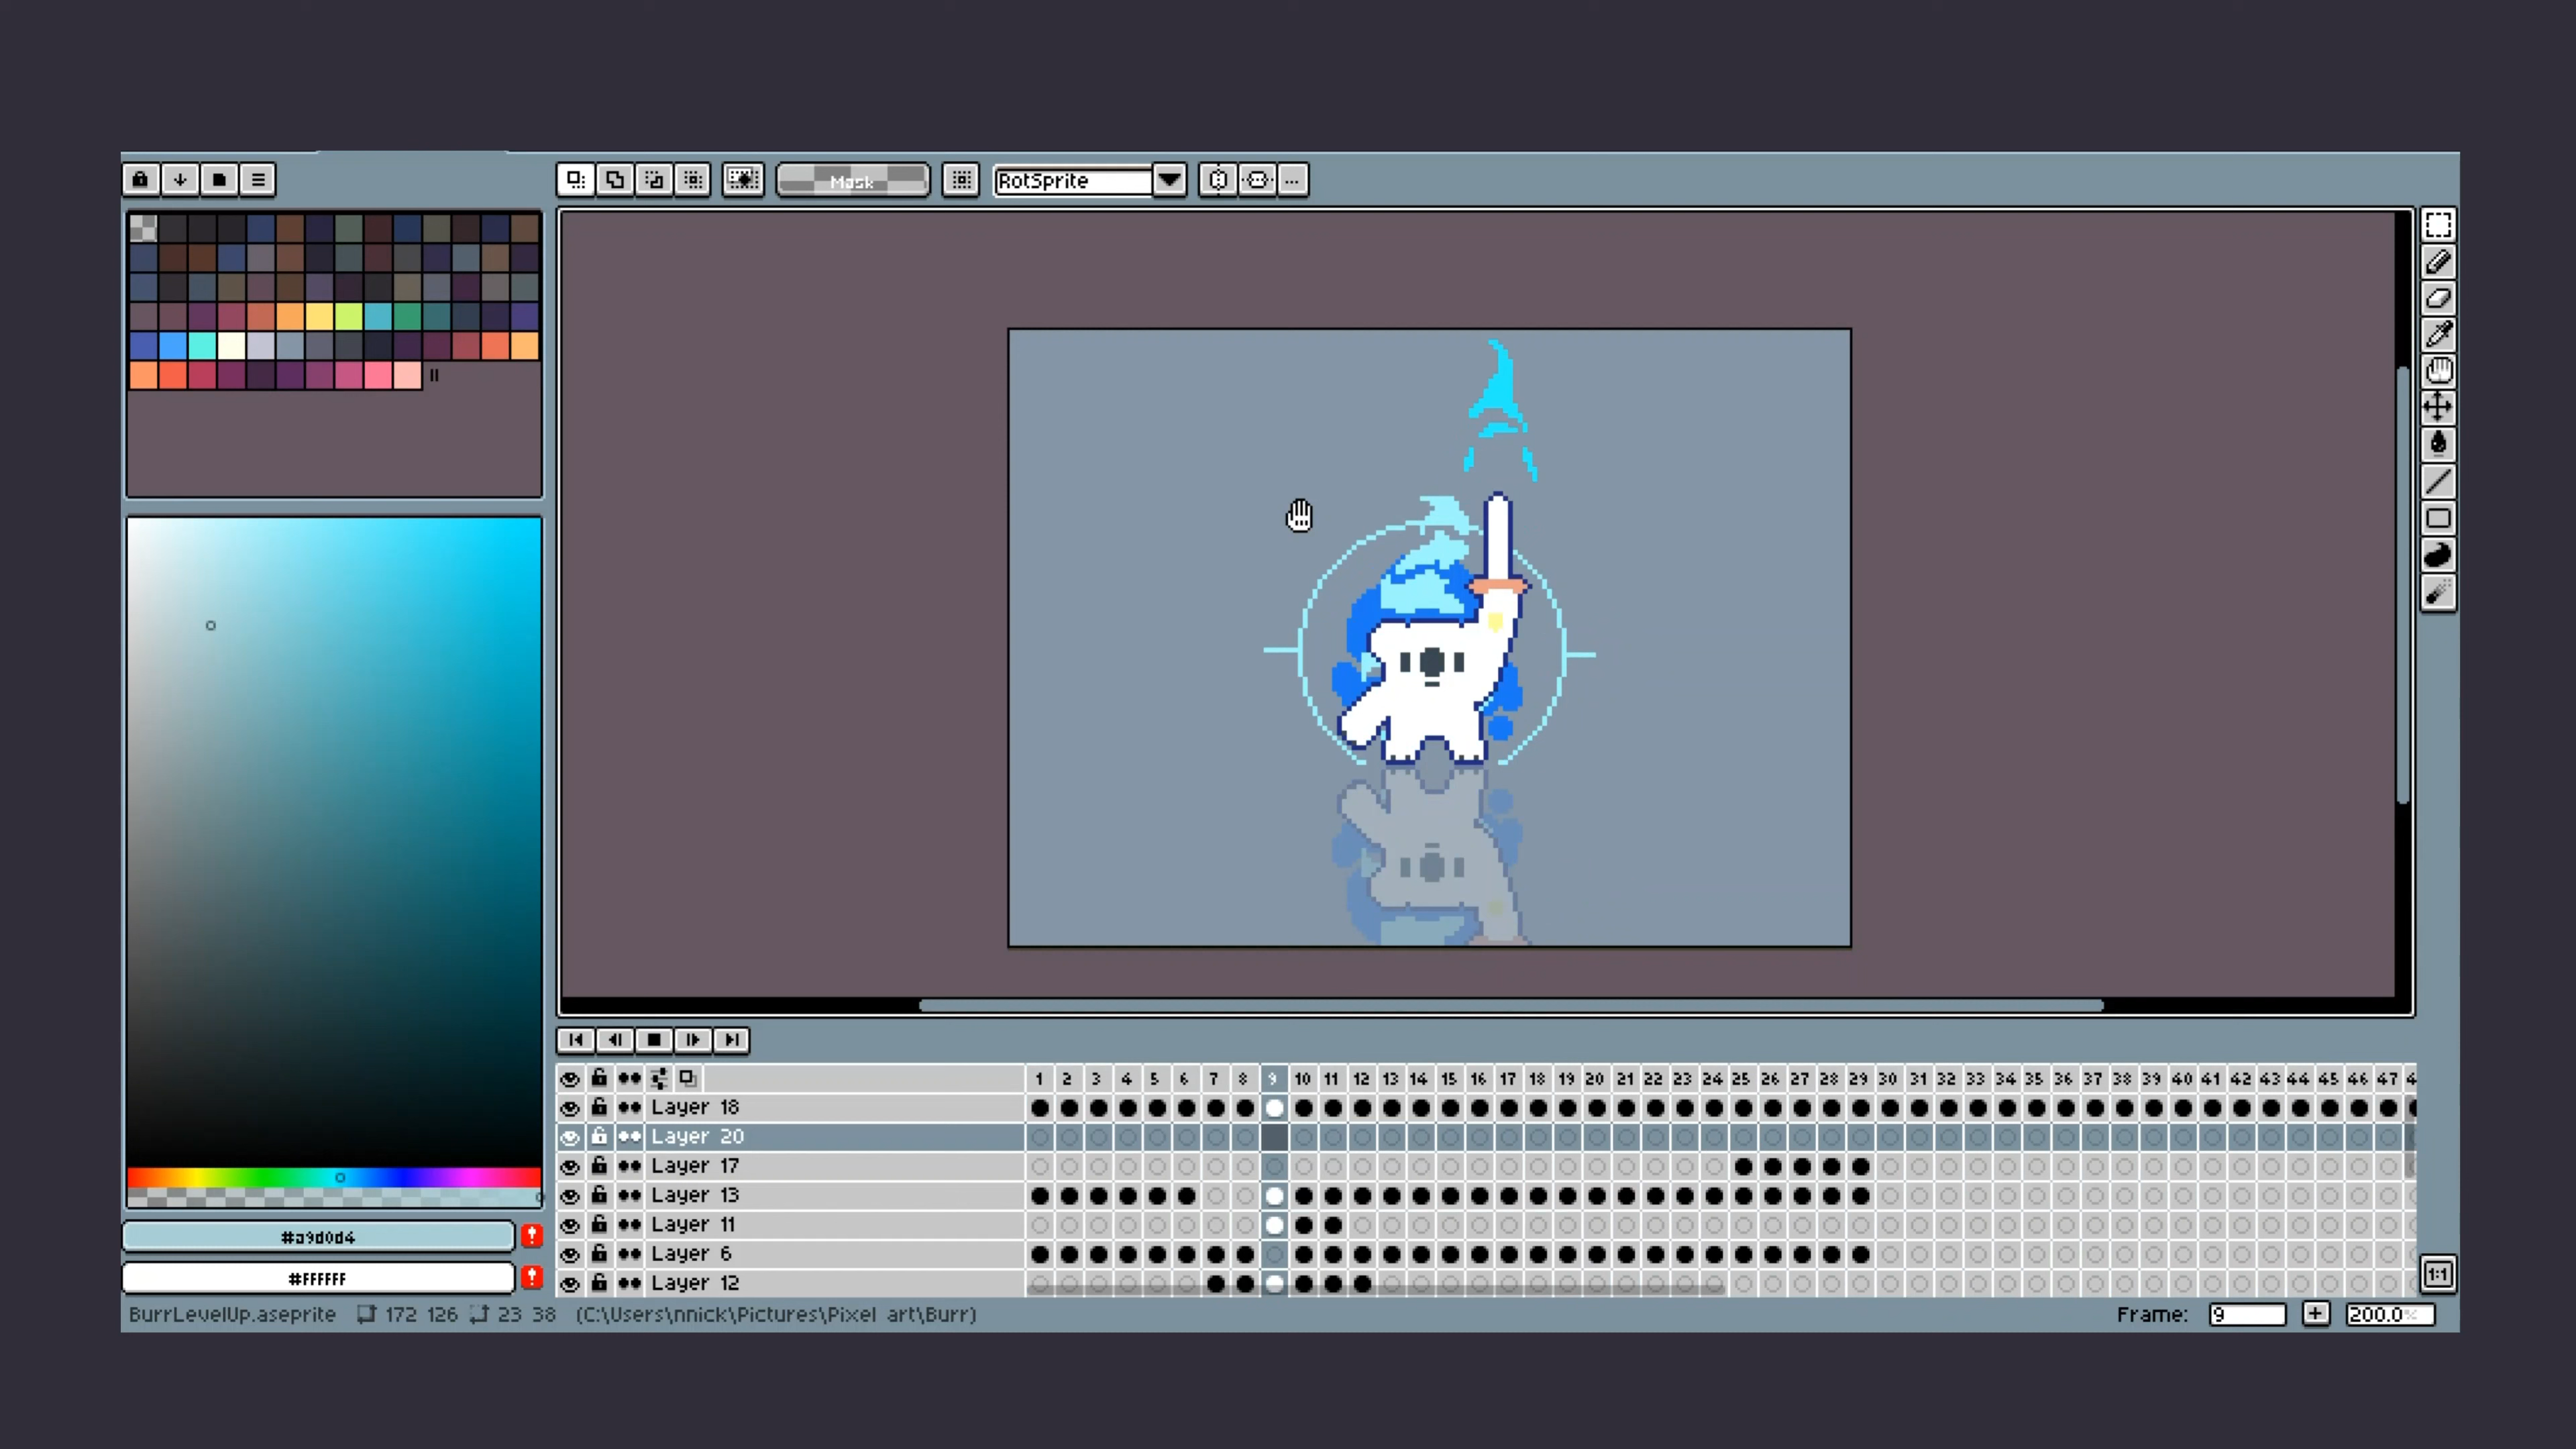 Mask
RotSprite
1 2 3 4 5 6 7 8 9 10 11 12 13 14 15 16 17 18 19 20 21 22 23 24 25 26 27 28 29 30 31 32 33 34 35 36 37 38 39 40 41 42 43 44 45 46 47 4
Layer 18
Layer 20
Layer 17
Layer 13
Layer 11
Layer 6
Layer 12
#a9d0d4
#FFFFFF
1:1
BurrLevelUp.aseprite 172 126 23 38 (C:\Users\nnick\Pictures\Pixel art\Burr) Frame: 9 + 200.0%